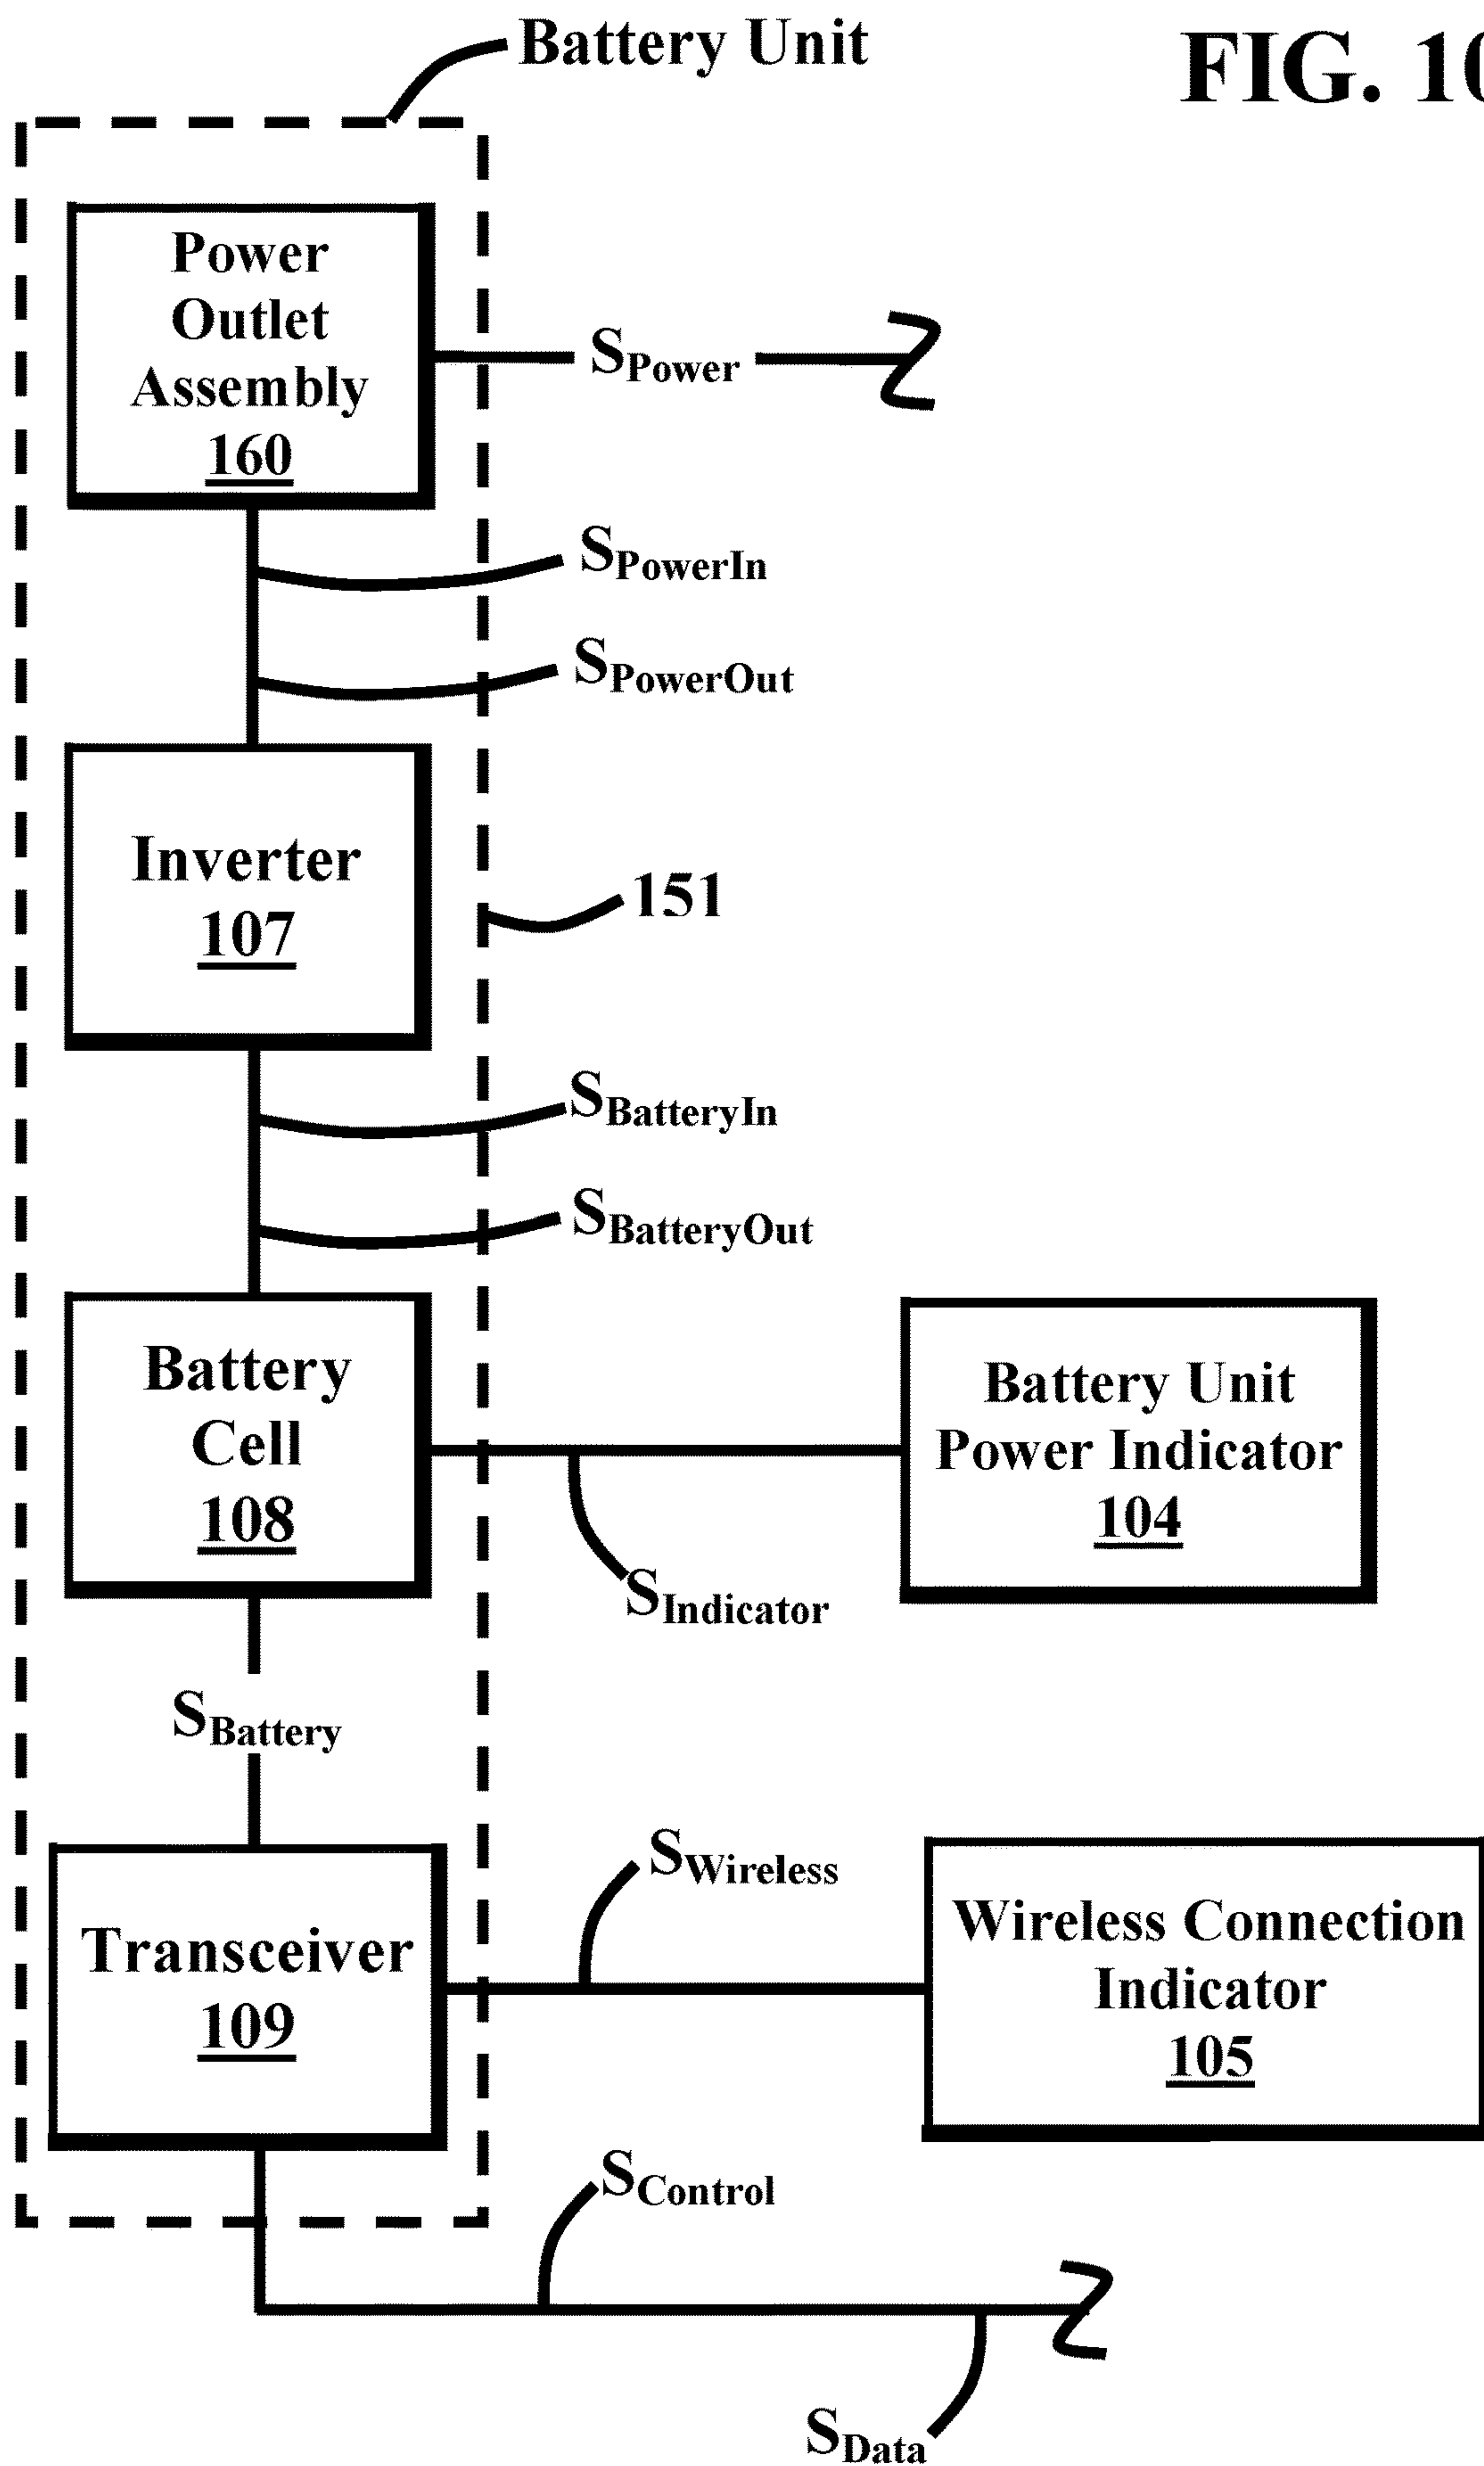 Battery Unit
FIG. 10
Power
Outlet
Assembly
160
SPower
SPowerIn
SPowerOut
Inverter
107
151
SBatteryIn
SBatteryOut
Battery
Cell
108
Battery Unit
Power Indicator
104
SIndicator
SBattery
SWireless
Transceiver
109
Wireless Connection
Indicator
105
SControl
SData